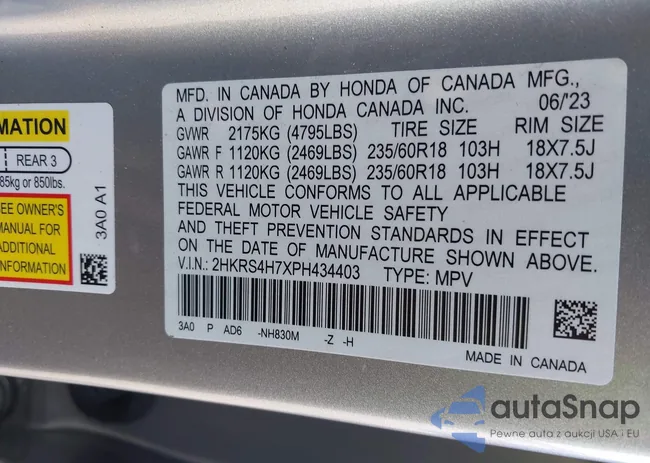 MATION
REAR 3
85kg or 850lbs.
SEE OWNER'S
MANUAL FOR
ADDITIONAL
INFORMATION
3A0 A1
MFD. IN CANADA BY HONDA OF CANADA MFG.,
A DIVISION OF HONDA CANADA INC. 06/'23
GVWR 2175KG (4795LBS) TIRE SIZE RIM SIZE
GAWR F 1120KG (2469LBS) 235/60R18 103H 18X7.5J
GAWR R 1120KG (2469LBS) 235/60R18 103H 18X7.5J
THIS VEHICLE CONFORMS TO ALL APPLICABLE
FEDERAL MOTOR VEHICLE SAFETY
AND THEFT PREVENTION STANDARDS IN EFFECT
ON THE DATE OF MANUFACTURE SHOWN ABOVE.
V.I.N.: 2HKRS4H7XPH434403 TYPE: MPV
3A0 P AD6 -NH830M -Z -H
MADE IN CANADA
autaSnap
Pewne auta z aukcji USA i EU